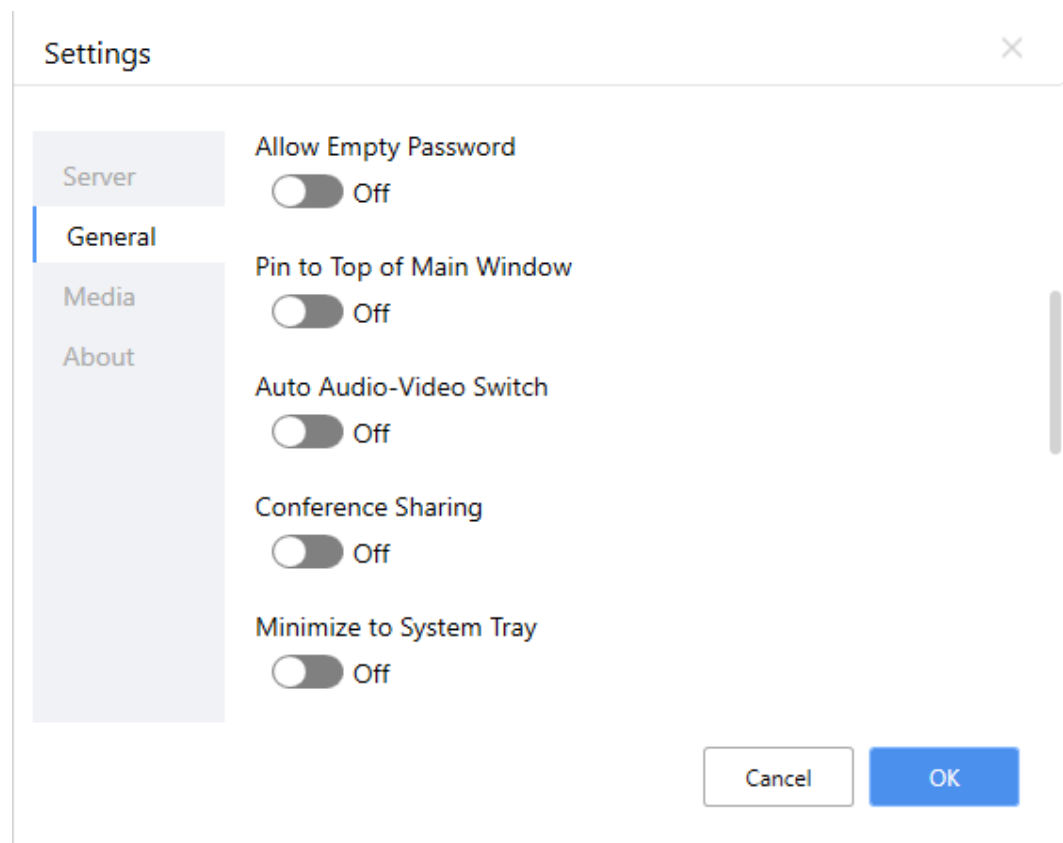 Settings
Server
General
Media
About
Allow Empty Password
Off
Pin to Top of Main Window
Off
Auto Audio-Video Switch
Off
Conference Sharing
Off
Minimize to System Tray
Off
Cancel
OK